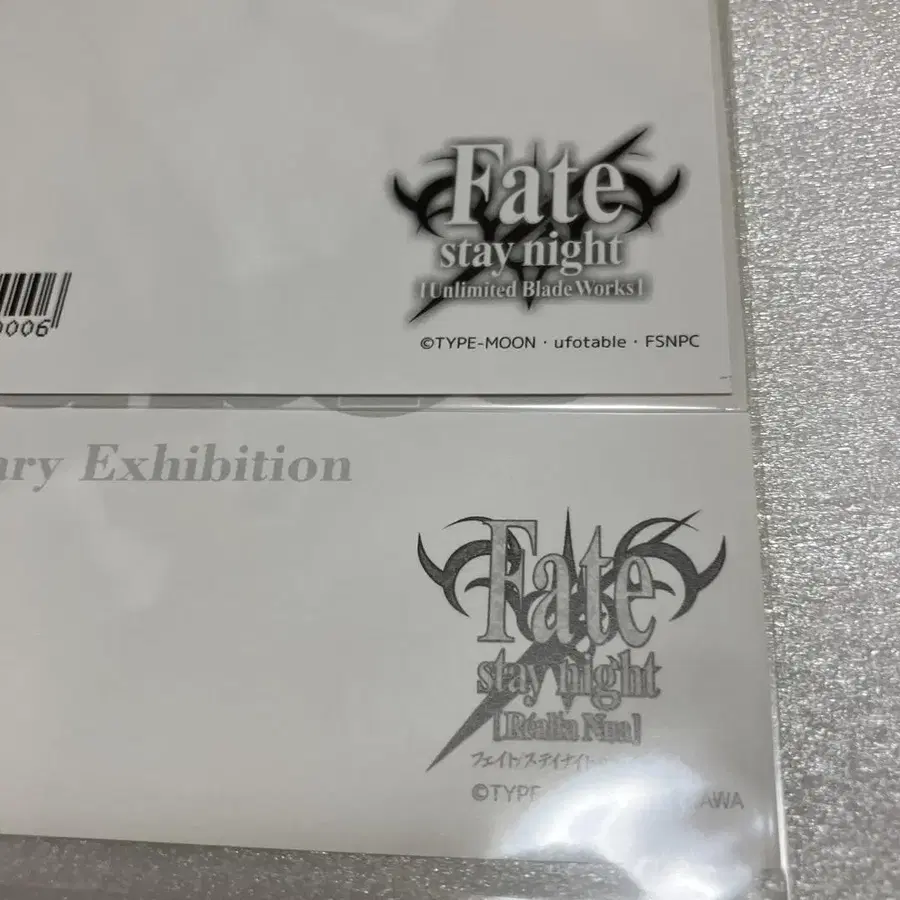 Fate
stay night
[Unlimited Blade Works]
0006
©TYPE-MOON · ufotable · FSNPC
Exhibition
Fate
stay night
[Réalta Nua]
フェイト/ステイナイト
©TYPE